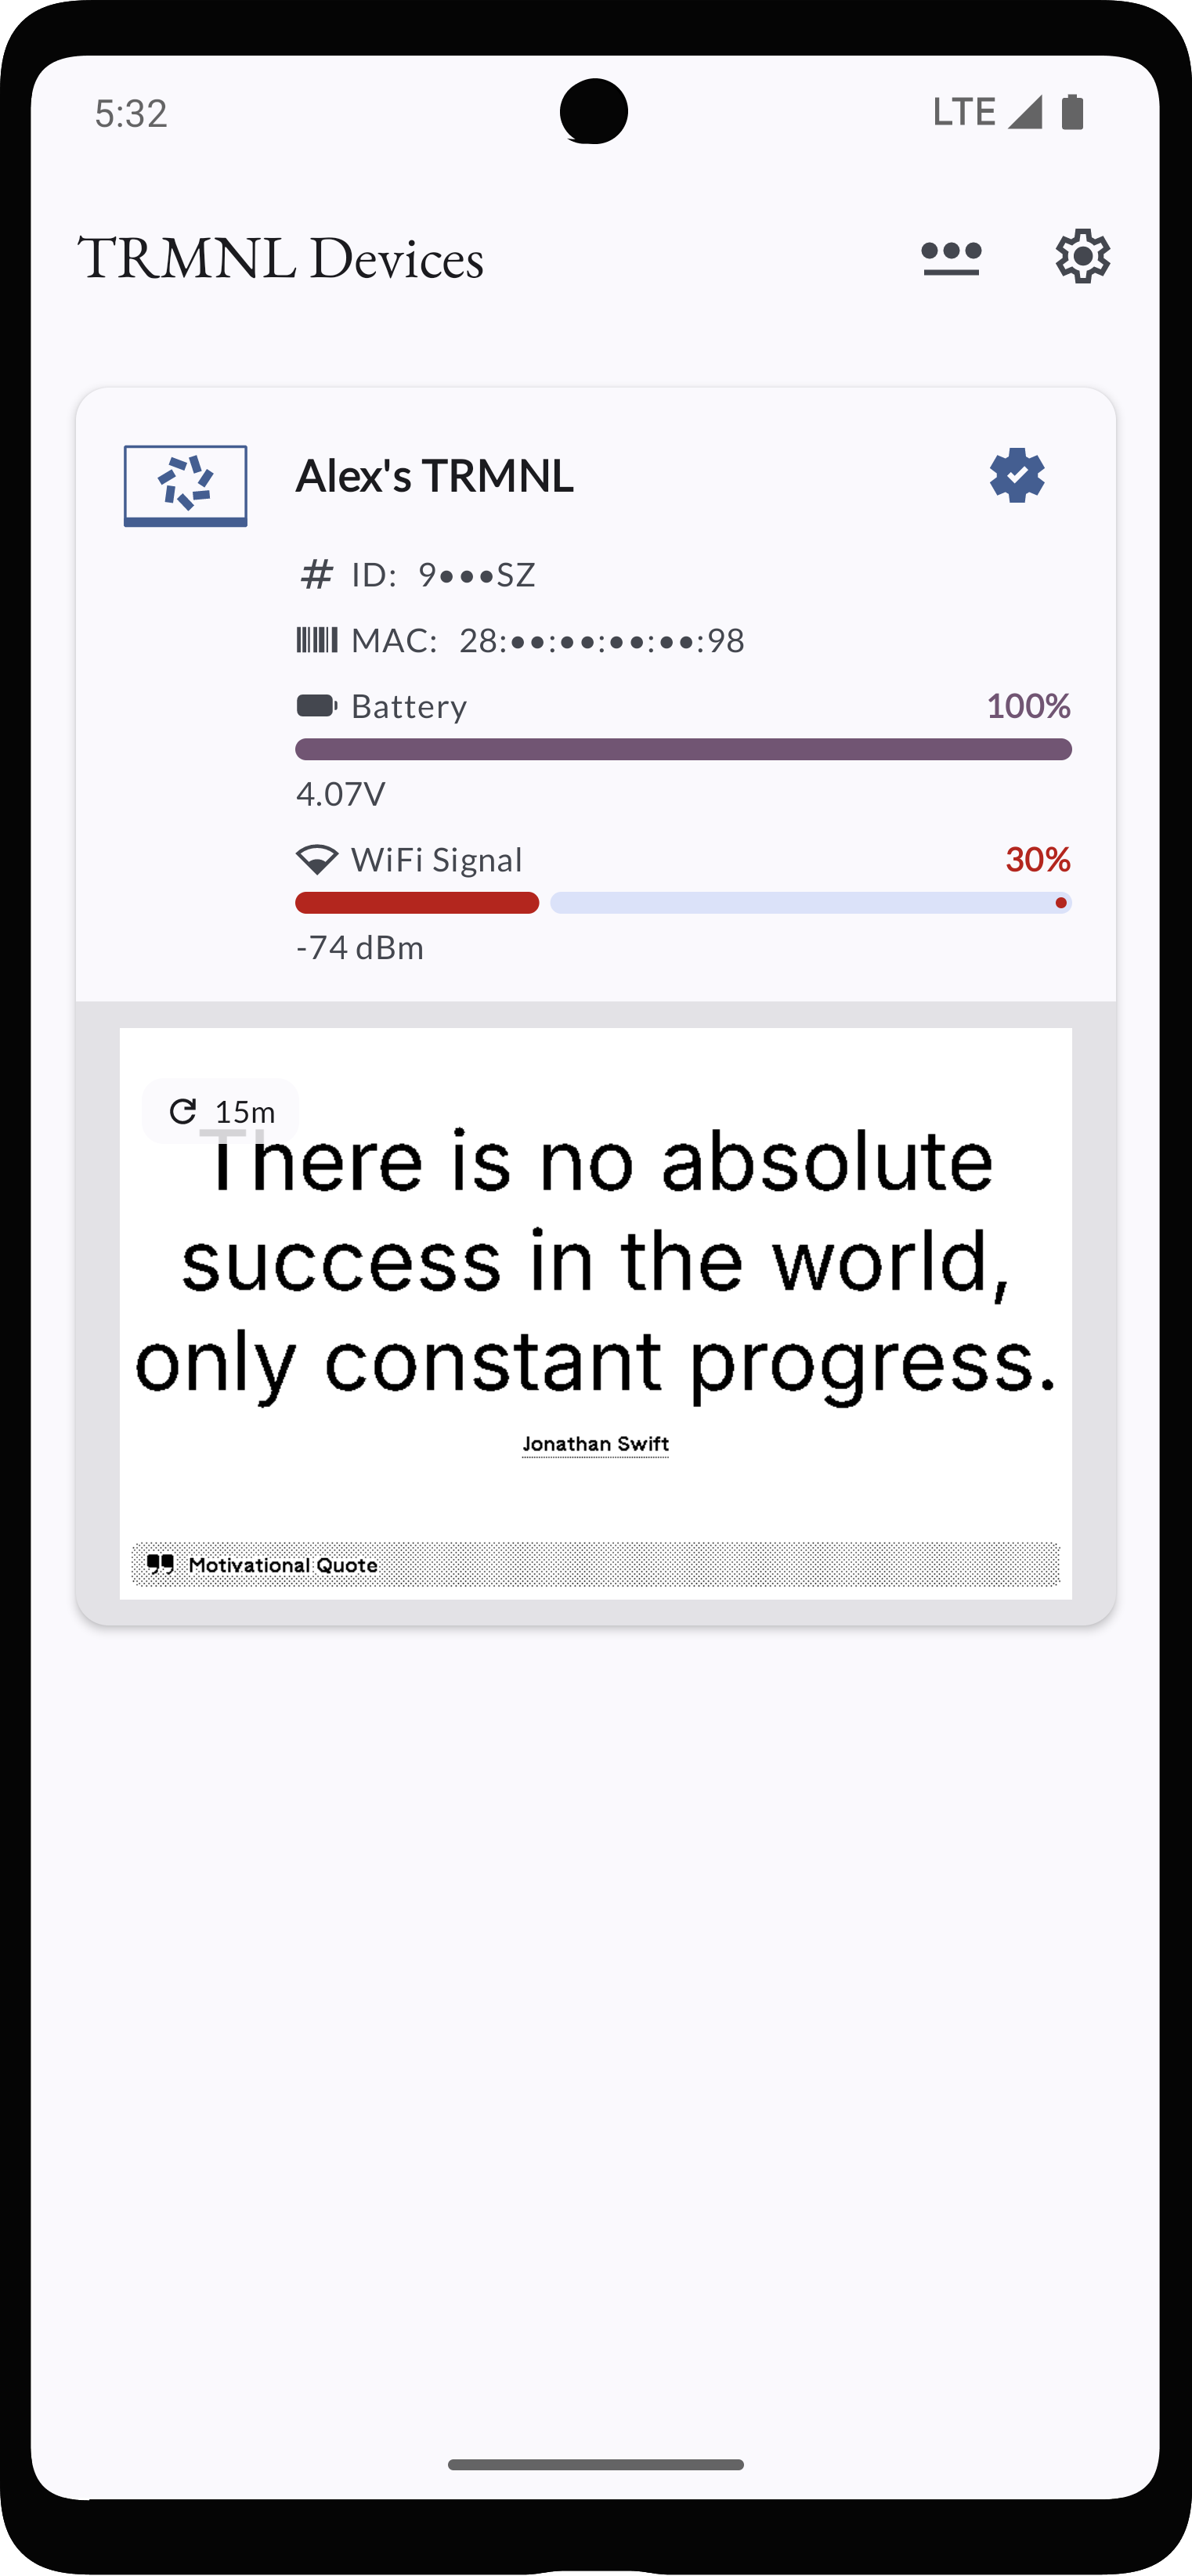 5:32
LTE
TRMNL Devices
Alex's TRMNL
# ID: 9•••SZ
MAC: 28:••:••:••:••:98
Battery 100%
4.07V
WiFi Signal 30%
-74 dBm
15m
There is no absolute
success in the world,
only constant progress.
Jonathan Swift
Motivational Quote